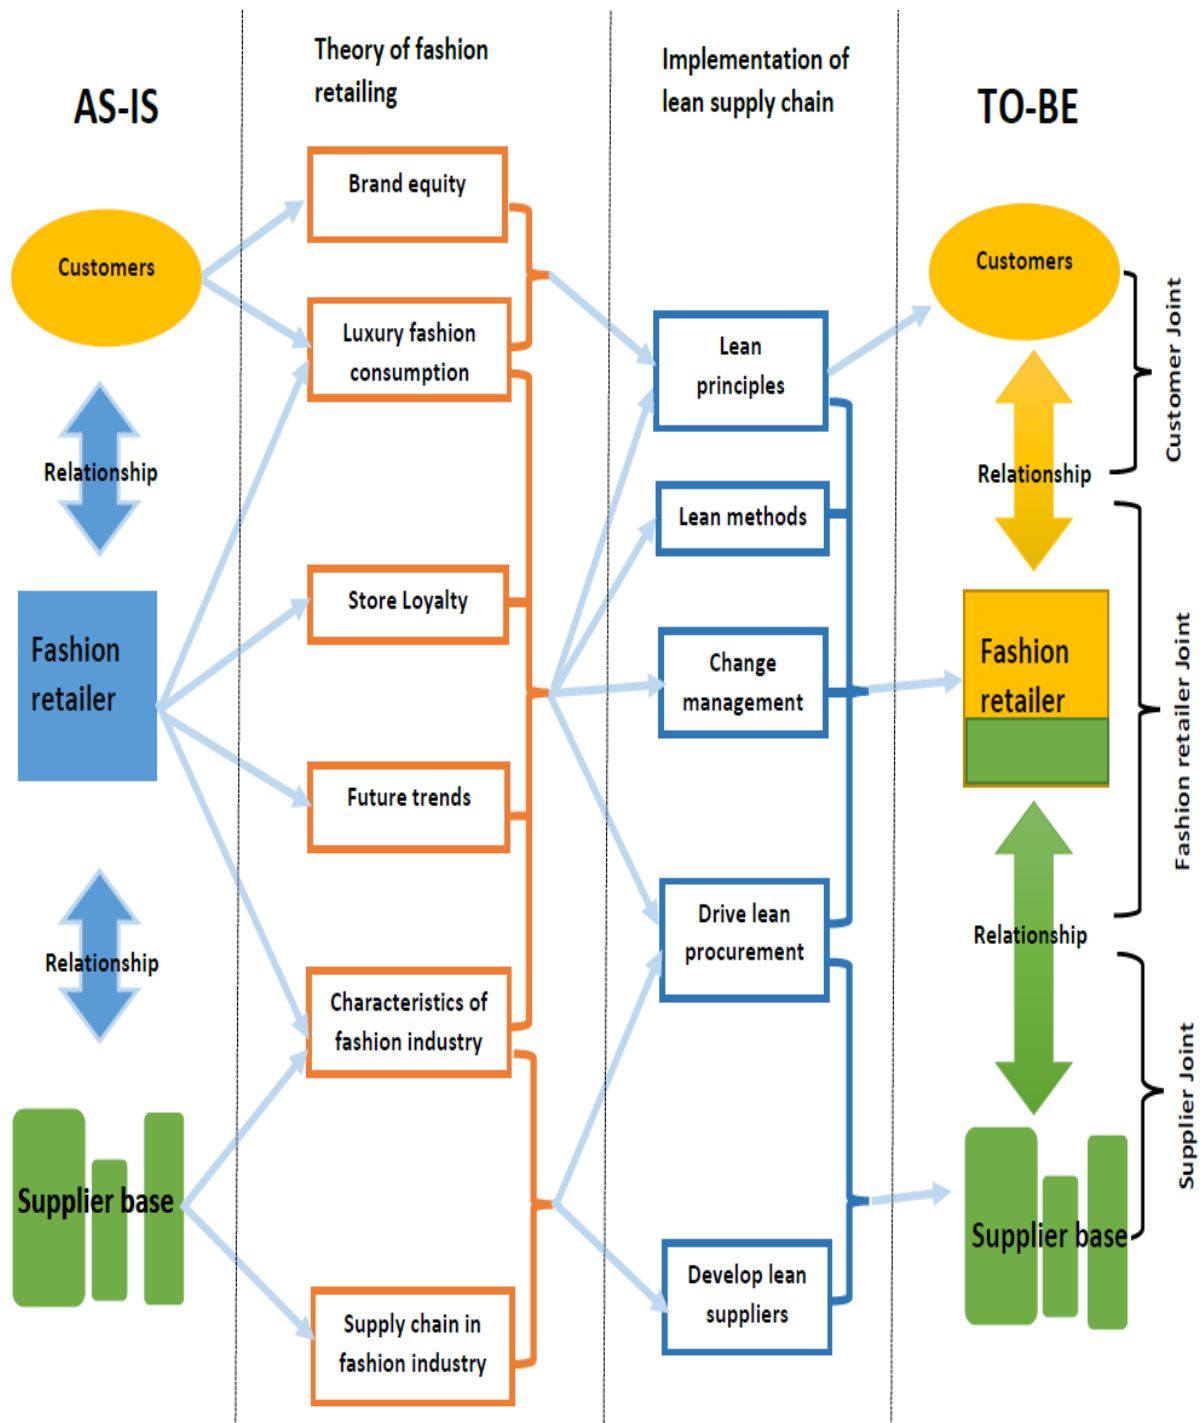 AS-IS
Theory of fashion
retailing
Implementation of
lean supply chain
TO-BE
Customers
Relationship
Fashion
retailer
Relationship
Supplier base
Brand equity
Luxury fashion
consumption
Store Loyalty
Future trends
Characteristics of
fashion industry
Supply chain in
fashion industry
Lean
principles
Lean methods
Change
management
Drive lean
procurement
Develop lean
suppliers
Customers
Relationship
Fashion
retailer
Relationship
Supplier base
Customer Joint
Fashion retailer Joint
Supplier Joint